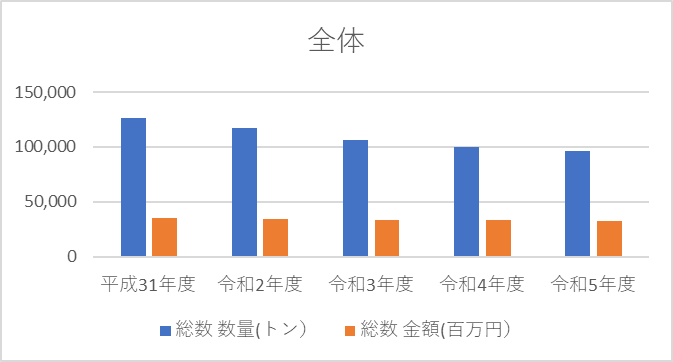 全体
150,000
100,000
50,000
0
平成31年度 令和2年度 令和3年度 令和4年度 令和5年度
総数 数量(トン） 総数 金額(百万円）